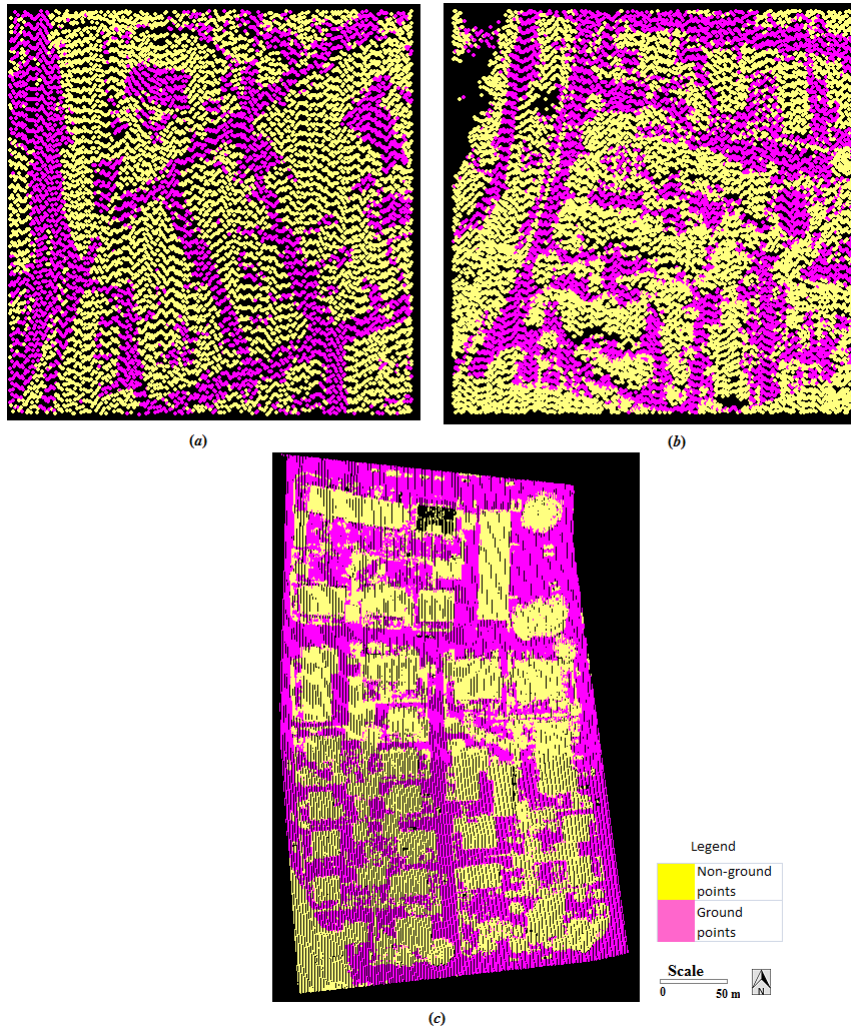 (a)
(b)
Legend
Non-ground
points
Ground
points
Scale
0 50 m
N
(c)